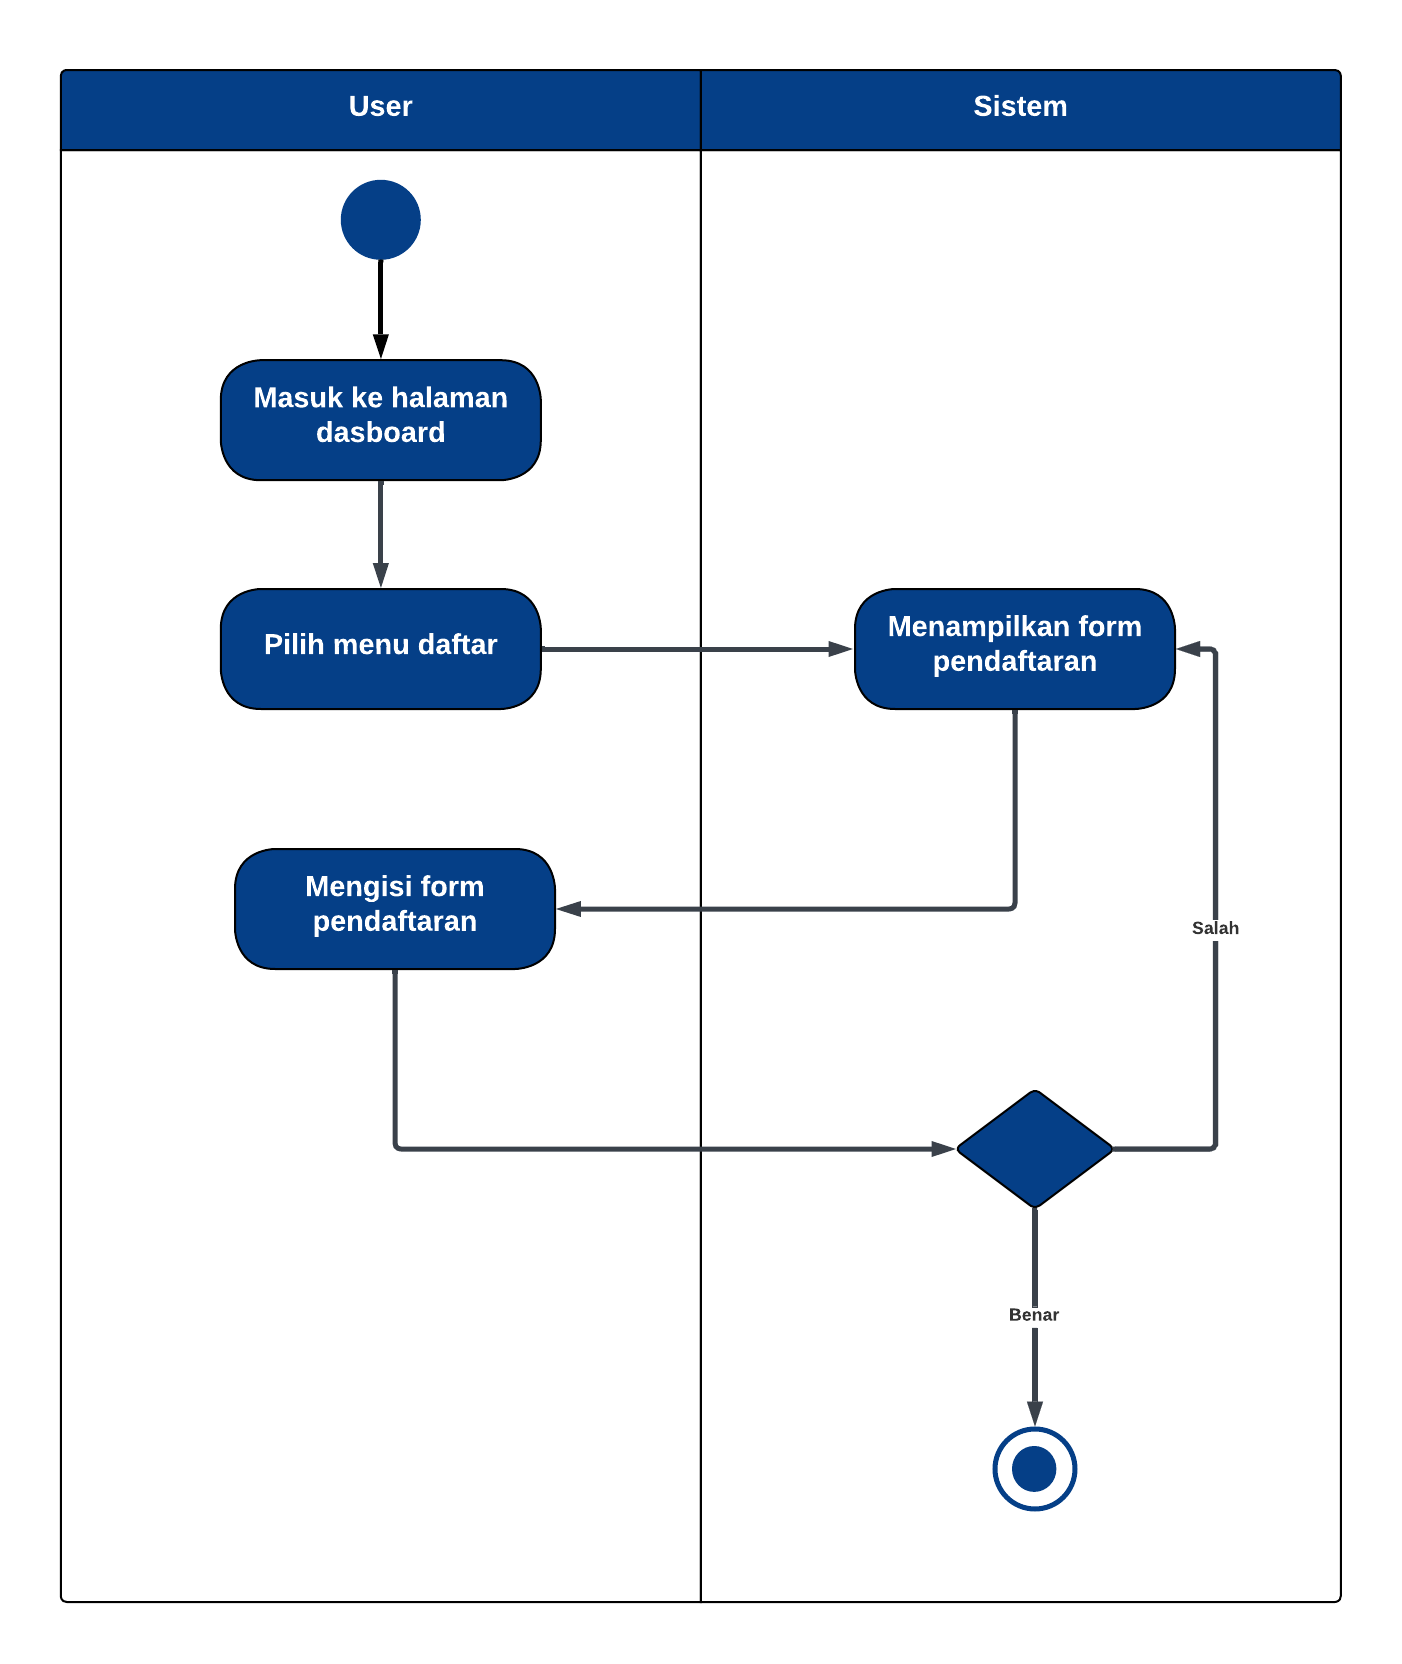 User
Sistem
Masuk ke halaman
dasboard
Pilih menu daftar
Menampilkan form
pendaftaran
Mengisi form
pendaftaran
Salah
Benar